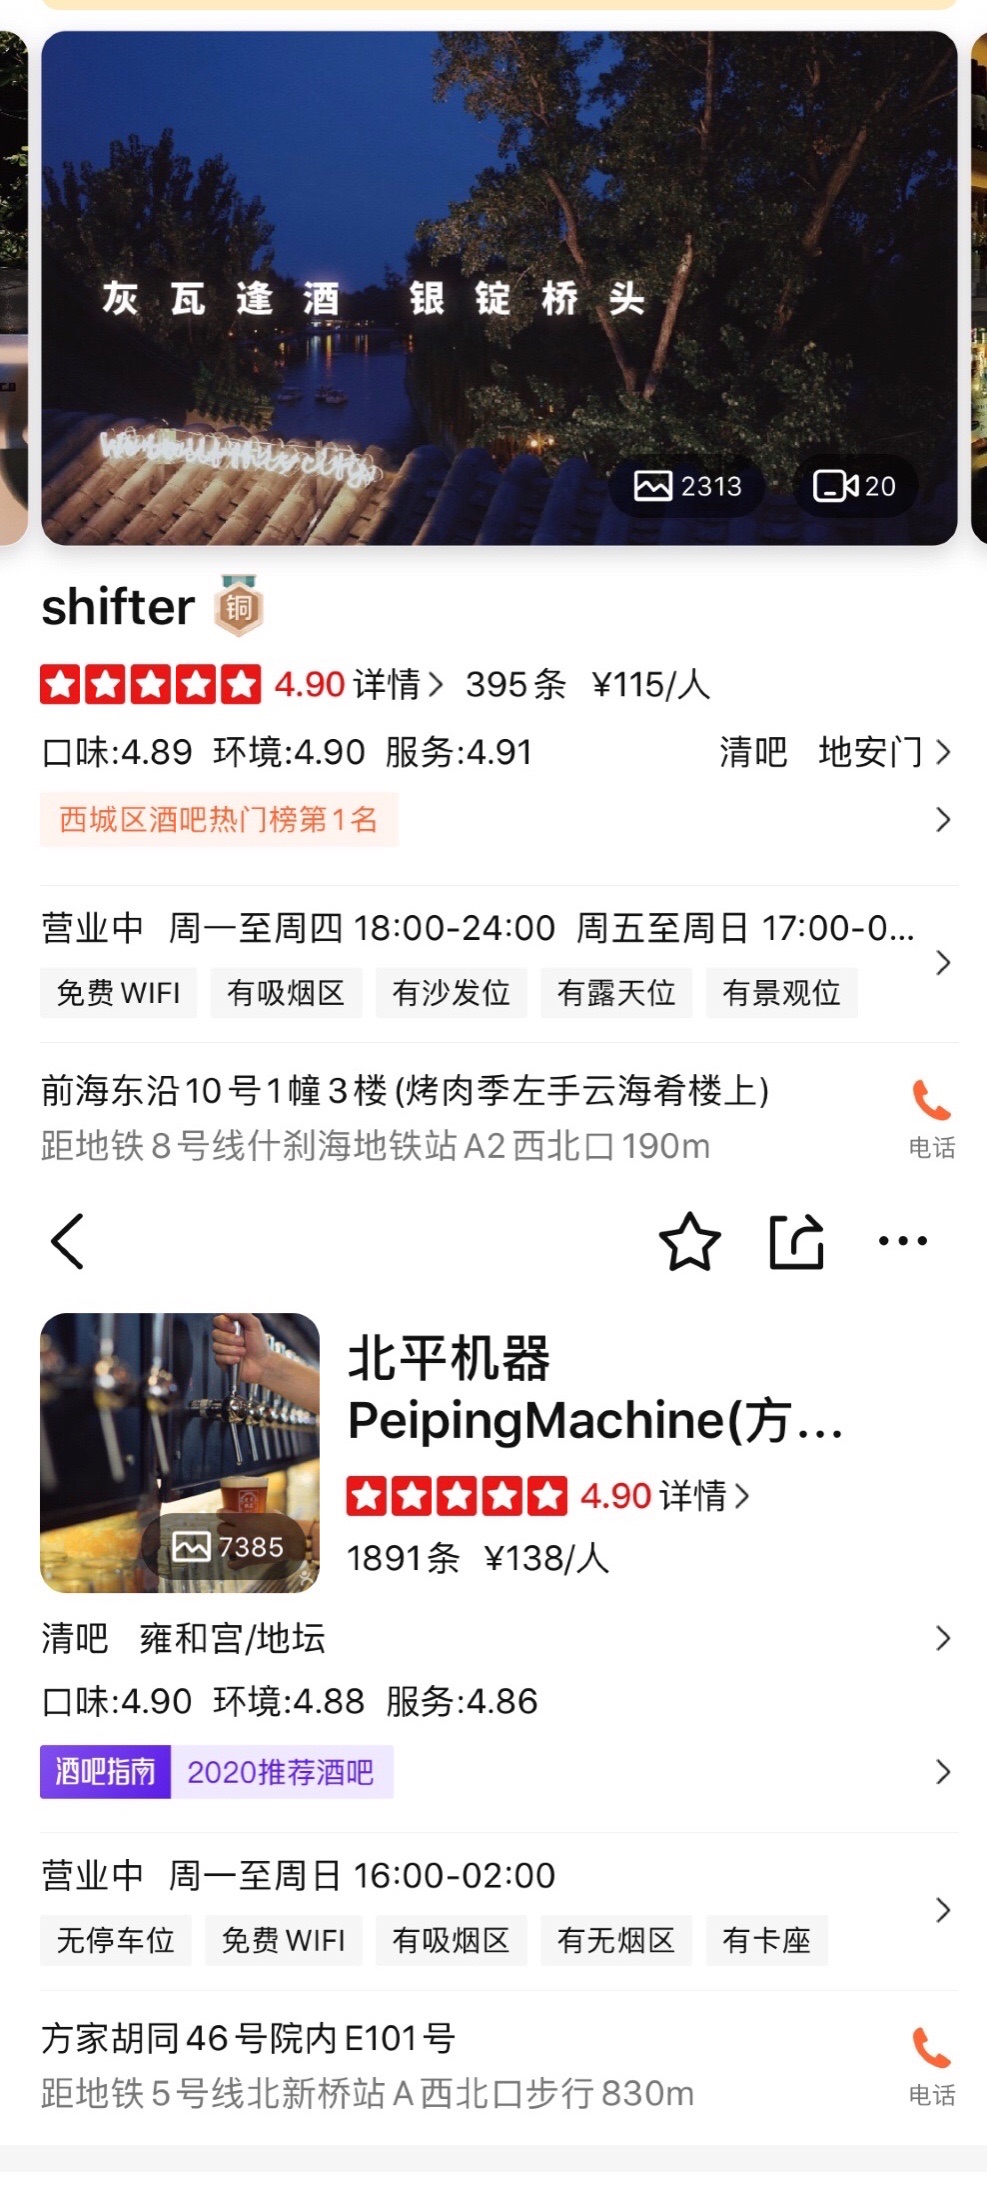 灰瓦逢酒 银锭桥头
2313 20
shifter 铜
4.90 详情 395条 ¥115/人
口味:4.89 环境:4.90 服务:4.91 清吧 地安门
西城区酒吧热门榜第1名
营业中 周一至周四 18:00-24:00 周五至周日 17:00-0...
免费WIFI 有吸烟区 有沙发位 有露天位 有景观位
前海东沿10号1幢3楼(烤肉季左手云海肴楼上)
距地铁8号线什刹海地铁站A2西北口190m
电话
北平机器
PeipingMachine(方...
4.90 详情
7385
1891条 ¥138/人
清吧 雍和宫/地坛
口味:4.90 环境:4.88 服务:4.86
酒吧指南 2020推荐酒吧
营业中 周一至周日 16:00-02:00
无停车位 免费WIFI 有吸烟区 有无烟区 有卡座
方家胡同46号院内E101号
距地铁5号线北新桥站A西北口步行830m
电话